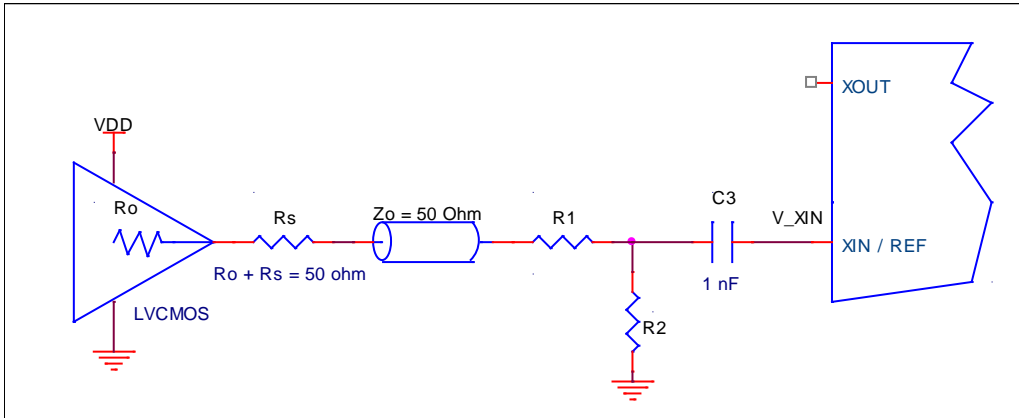 VDD
Ro
Rs
Ro + Rs = 50 ohm
LVCMOS
Zo = 50 Ohm
R1
R2
C3
1 nF
V_XIN
XOUT
XIN / REF